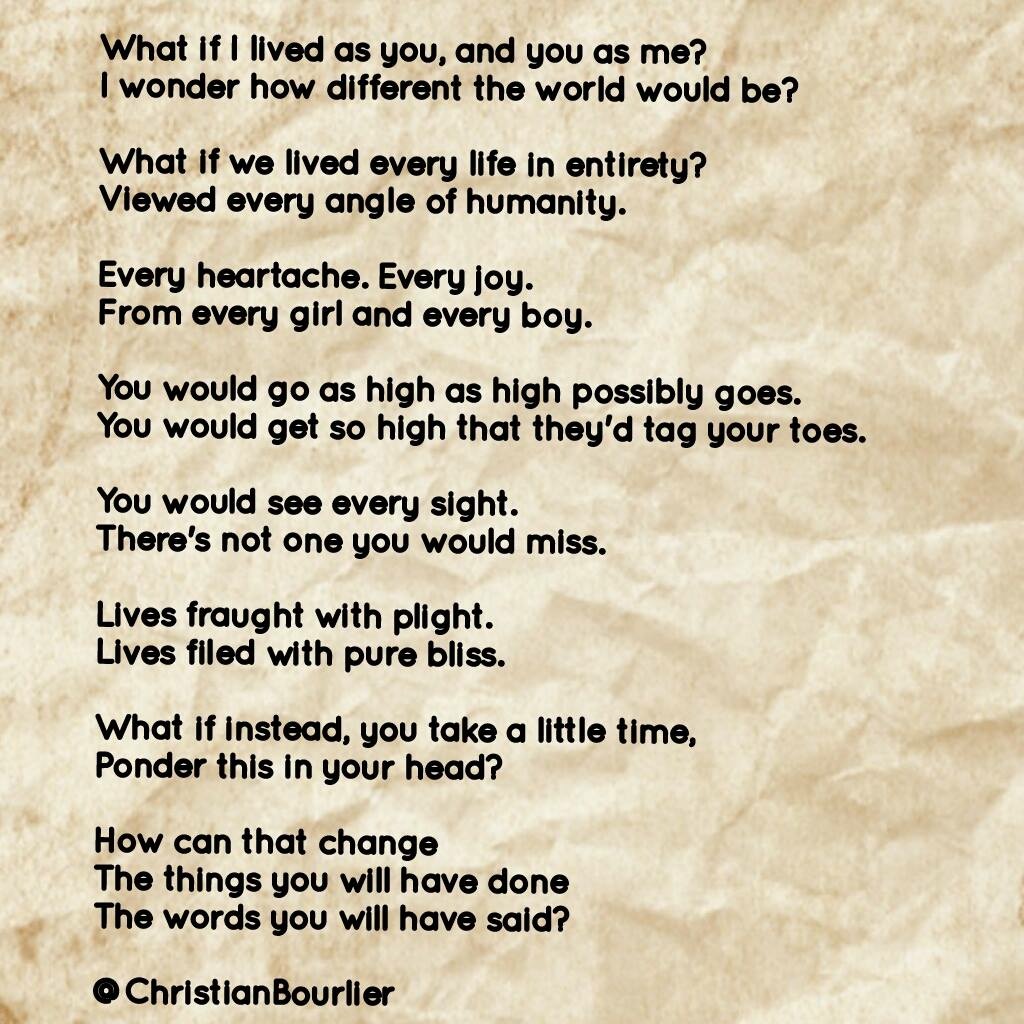 What if I lived as you, and you as me?
I wonder how different the world would be?
What if we lived every life in entirety?
Viewed every angle of humanity.
Every heartache. Every joy.
From every girl and every boy.
You would go as high as high possibly goes.
You would get so high that they'd tag your toes.
You would see every sight.
There's not one you would miss.
Lives fraught with plight.
Lives filed with pure bliss.
What if instead, you take a little time,
Ponder this in your head?
How can that change
The things you will have done
The words you will have said?
@ChristianBourlier